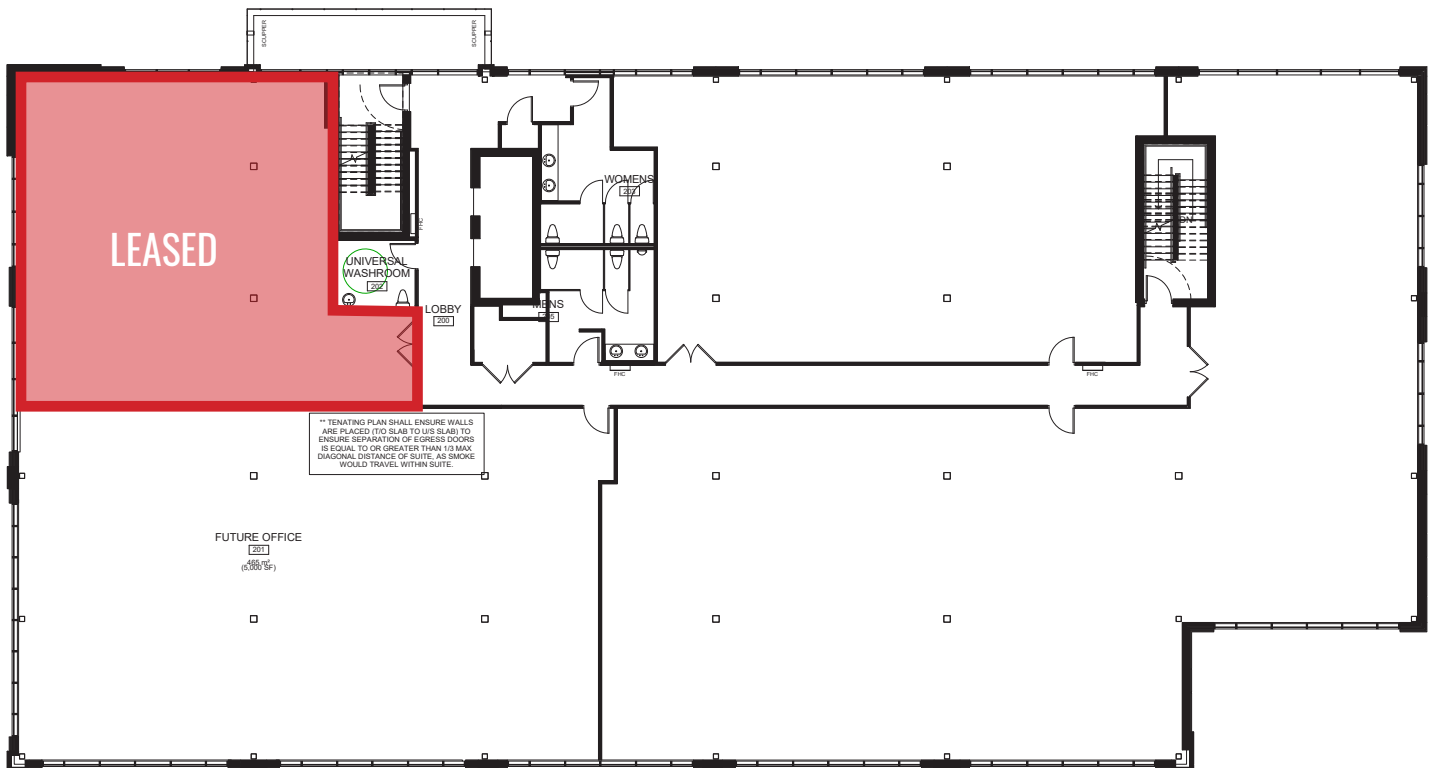 SCUPPER
SCUPPER
LEASED
FHC
WOMENS
203
DN
UNIVERSAL
WASHROOM
202
LOBBY
200
MENS
FHC
FHC
** TENATING PLAN SHALL ENSURE WALLS
ARE PLACED (T/O SLAB TO U/S SLAB) TO
ENSURE SEPARATION OF EGRESS DOORS
IS EQUAL TO OR GREATER THAN 1/3 MAX
DIAGONAL DISTANCE OF SUITE, AS SMOKE
WOULD TRAVEL WITHIN SUITE.
FUTURE OFFICE
201
465 m²
(5,000 SF)